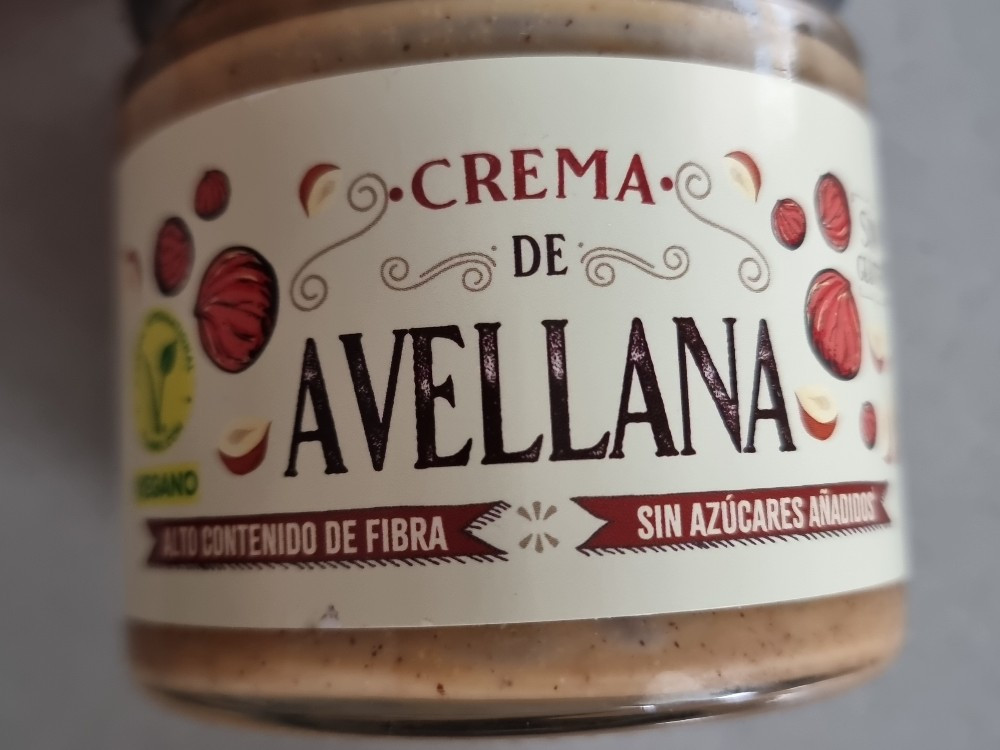 CREMA
DE
AVELLANA
VEGANO
ALTO CONTENIDO DE FIBRA
SIN AZÚCARES AÑADIDOS